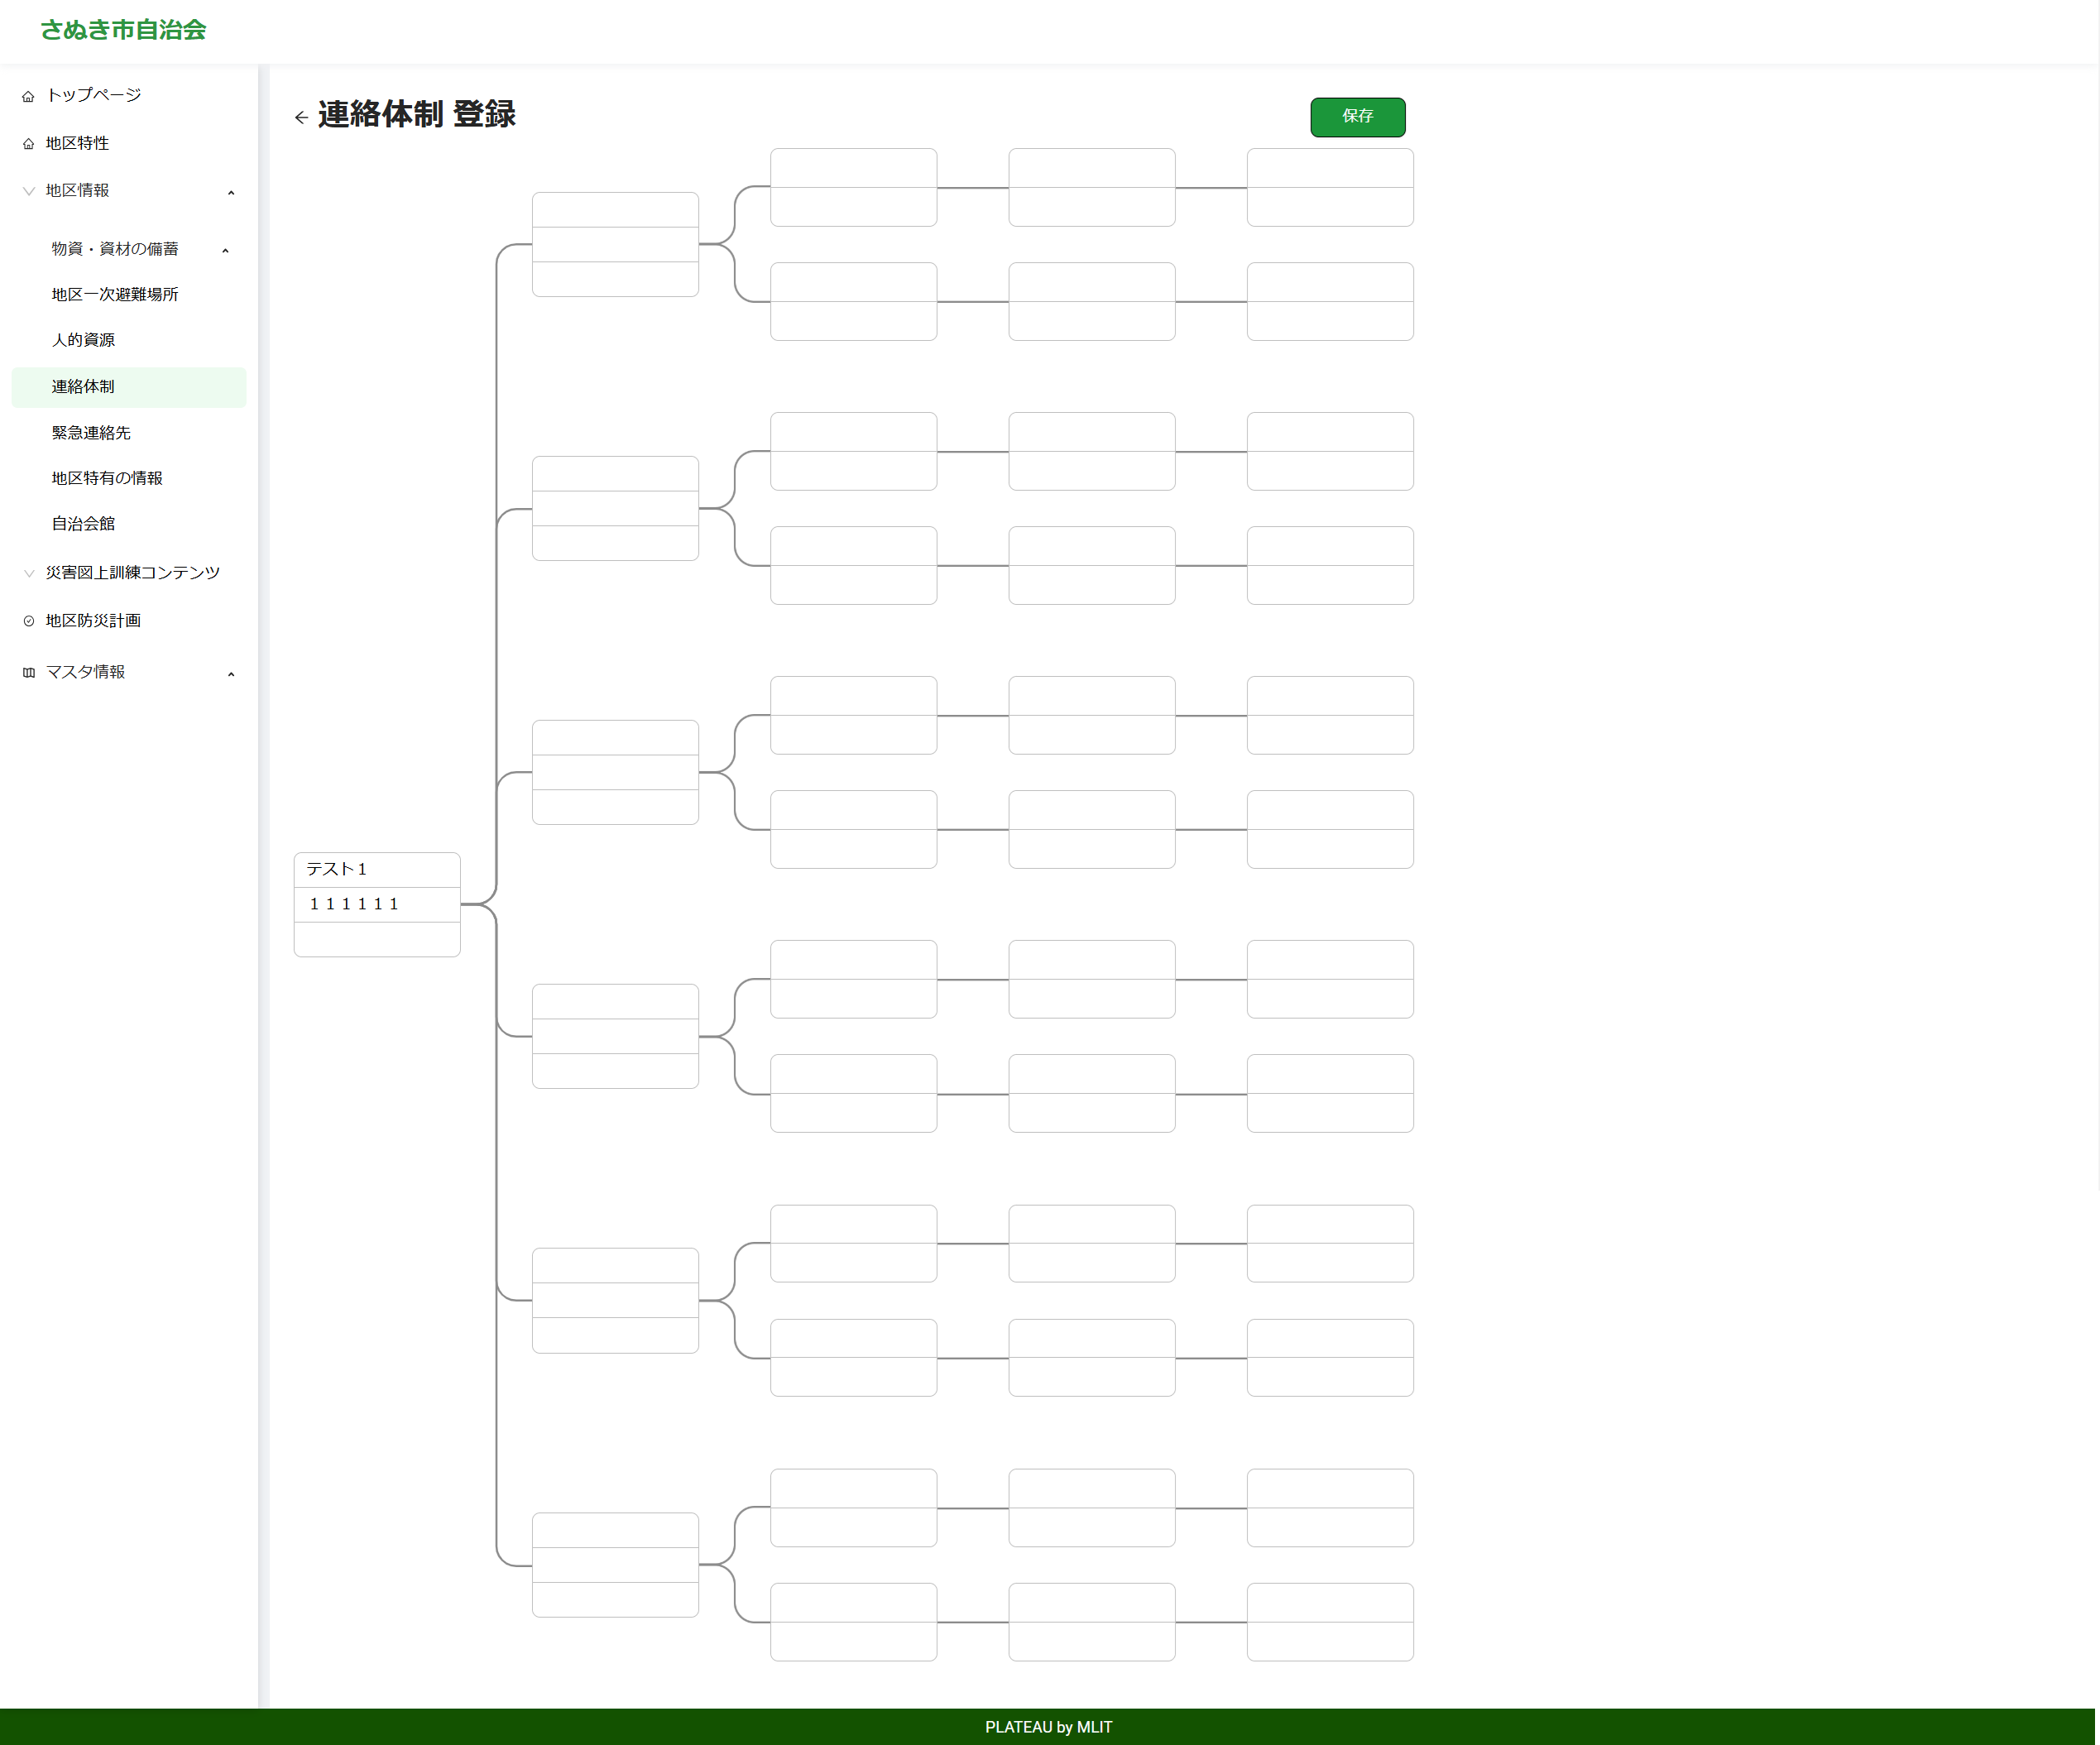 さぬき市自治会
トップページ
地区特性
地区情報
物資・資材の備蓄
地区一次避難場所
人的資源
連絡体制
緊急連絡先
地区特有の情報
自治会館
災害図上訓練コンテンツ
地区防災計画
マスタ情報
連絡体制 登録
保存
テスト1
１１１１１１
PLATEAU by MLIT